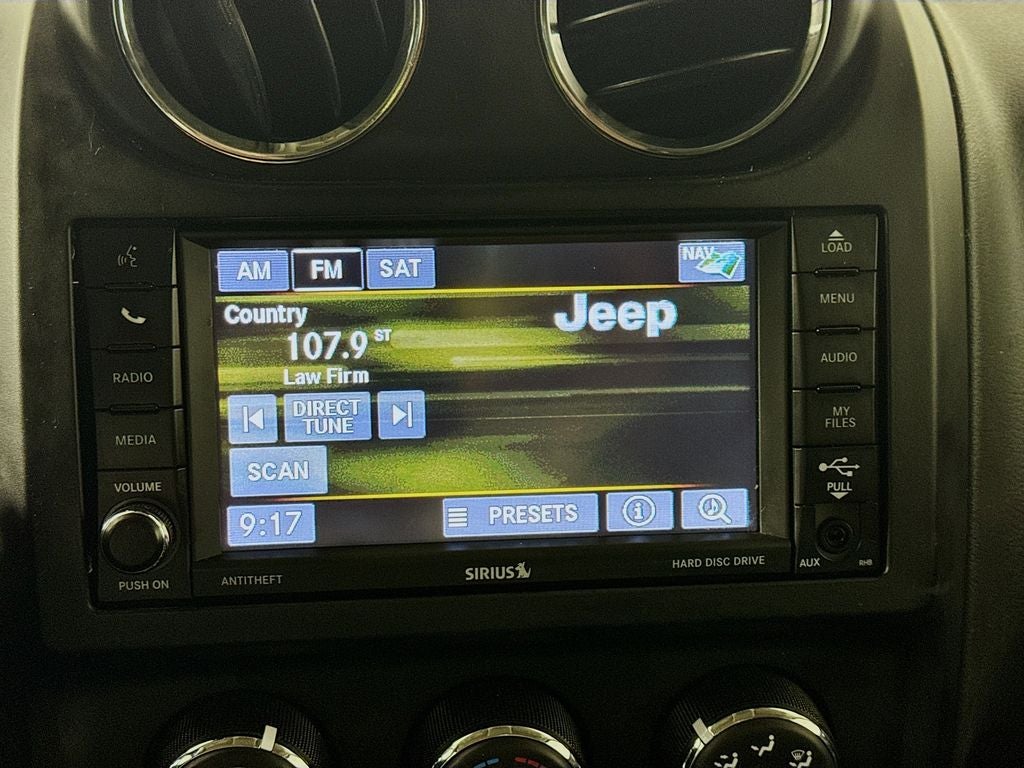 AM FM SAT NAV
LOAD
MENU
AUDIO
MY
FILES
PULL
AUX
RHB
RADIO
MEDIA
VOLUME
PUSH ON
Country
107.9 ST
Law Firm
Jeep
DIRECT
TUNE
SCAN
9:17
PRESETS
i
ANTITHEFT
SIRIUS
HARD DISC DRIVE